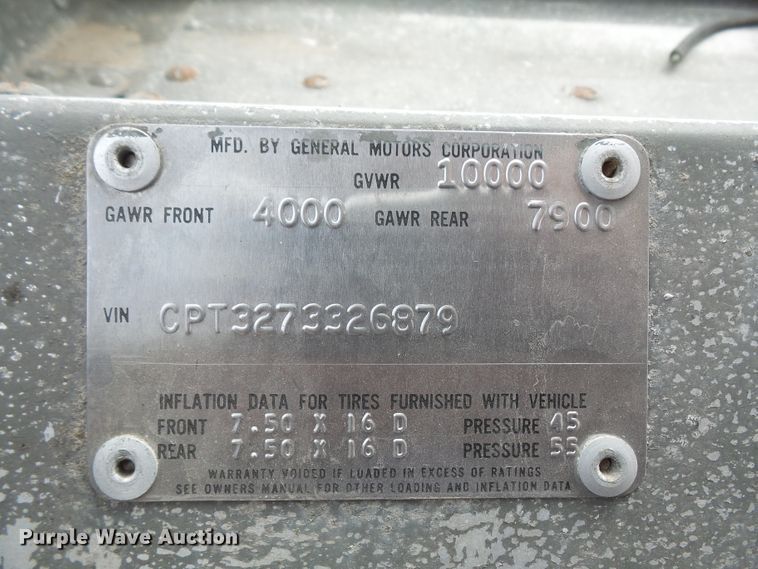 MFD. BY GENERAL MOTORS CORPORATION
GVWR 10000
GAWR FRONT 4000 GAWR REAR 7900
VIN CPT3273326879
INFLATION DATA FOR TIRES FURNISHED WITH VEHICLE
FRONT 7.50 X 16 D PRESSURE 45
REAR 7.50 X 16 D PRESSURE 55
WARRANTY VOIDED IF LOADED IN EXCESS OF RATINGS
SEE OWNERS MANUAL FOR OTHER LOADING AND INFLATION DATA
Purple Wave Auction